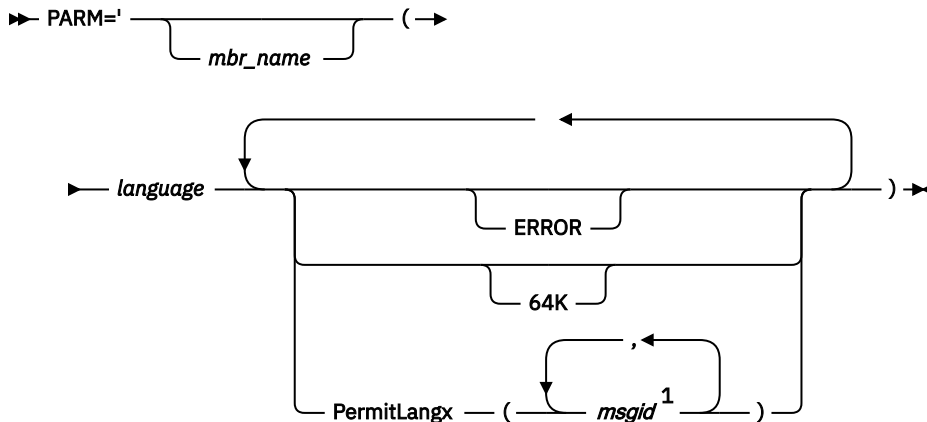 PARM=' (
mbr_name
language )
ERROR
64K
,
PermitLangx ( msgid 1 )